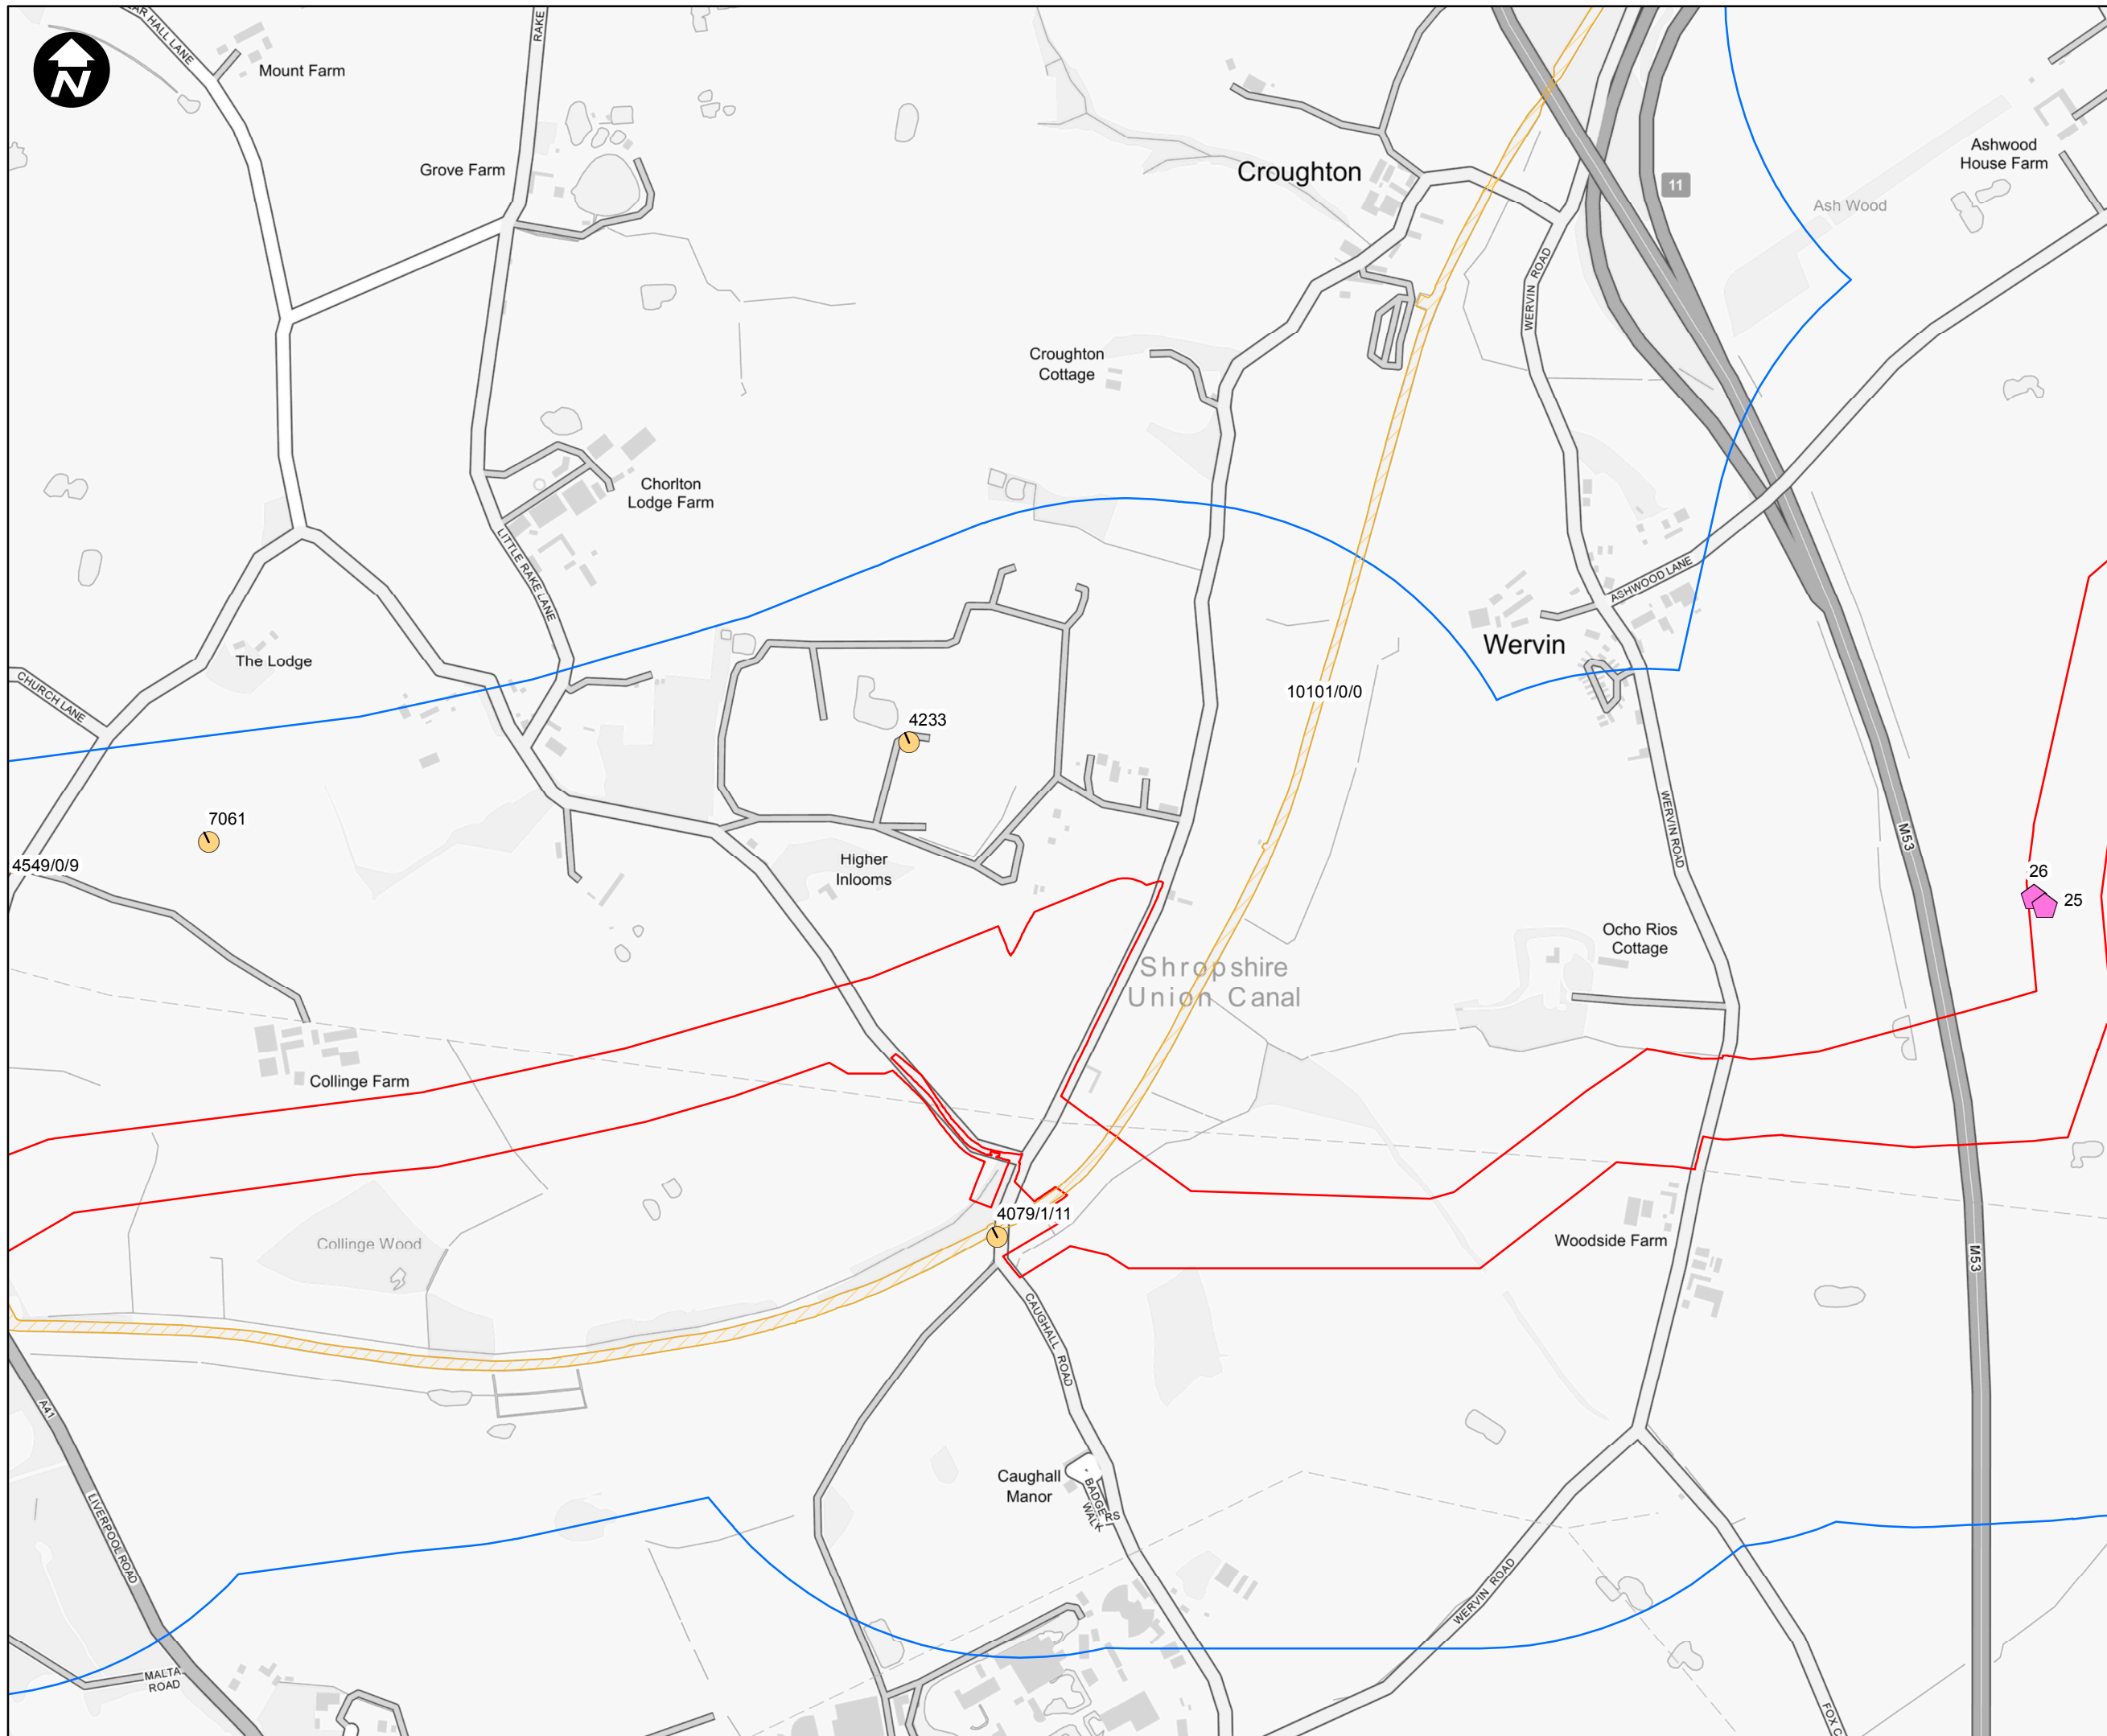 N
Mount Farm
RAKE
HALL LANE
Grove Farm
Croughton
11
Ashwood
House Farm
Ash Wood
WERVIN ROAD
Croughton
Cottage
Chorlton
Lodge Farm
LITTLE RAKE LANE
ASHWOOD LANE
Wervin
The Lodge
CHURCH LANE
10101/0/0
4233
7061
4549/0/9
Higher
Inlooms
WERVIN ROAD
M53
26
25
Ocho Rios
Cottage
Shropshire
Union Canal
Collinge Farm
4079/1/11
Collinge Wood
Woodside Farm
M53
CAUGHALL ROAD
A41
LIVERPOOL ROAD
Caughall
Manor
BADGERS
WALK
WERVIN ROAD
MALTA
ROAD
FOX C